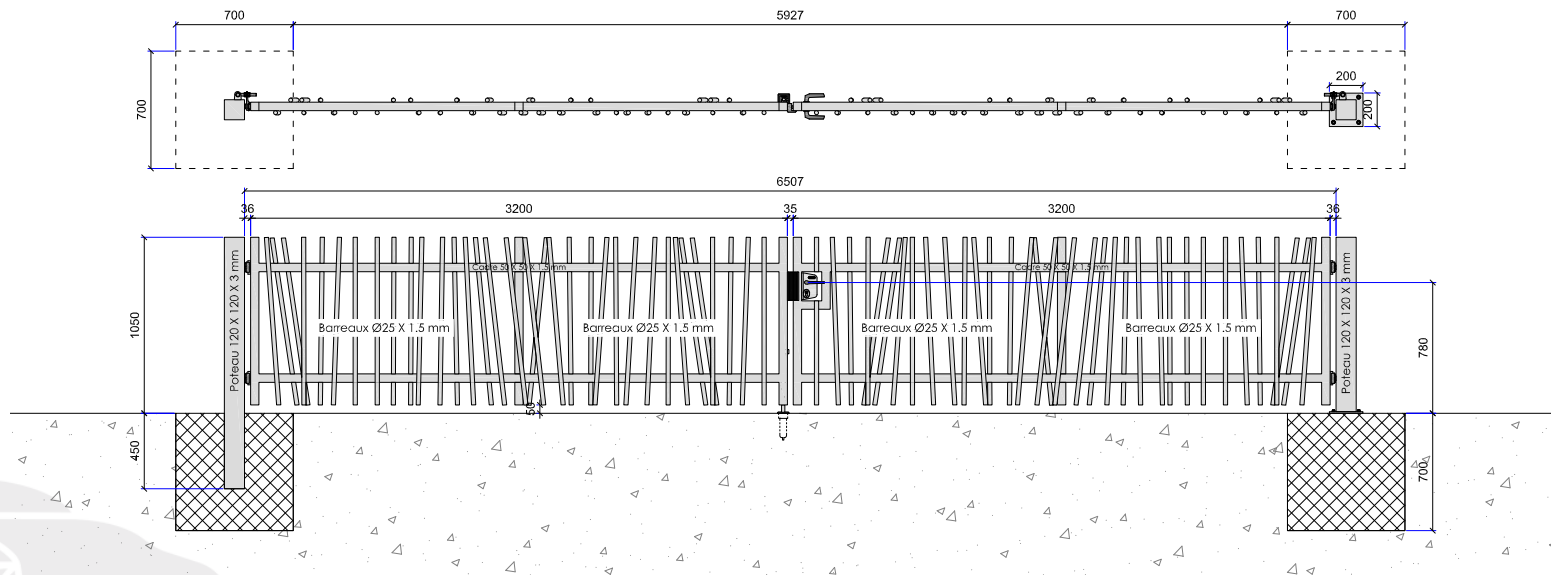 700
5927
700
700
200
200
6507
36
3200
35
3200
36
Poteau 120 X 120 X 3 mm
Cadre 50 X 50 X 1.5 mm
Cadre 50 X 50 X 1.5 mm
Poteau 120 X 120 X 3 mm
1050
Barreaux Ø25 X 1.5 mm
Barreaux Ø25 X 1.5 mm
Barreaux Ø25 X 1.5 mm
Barreaux Ø25 X 1.5 mm
780
50
450
700